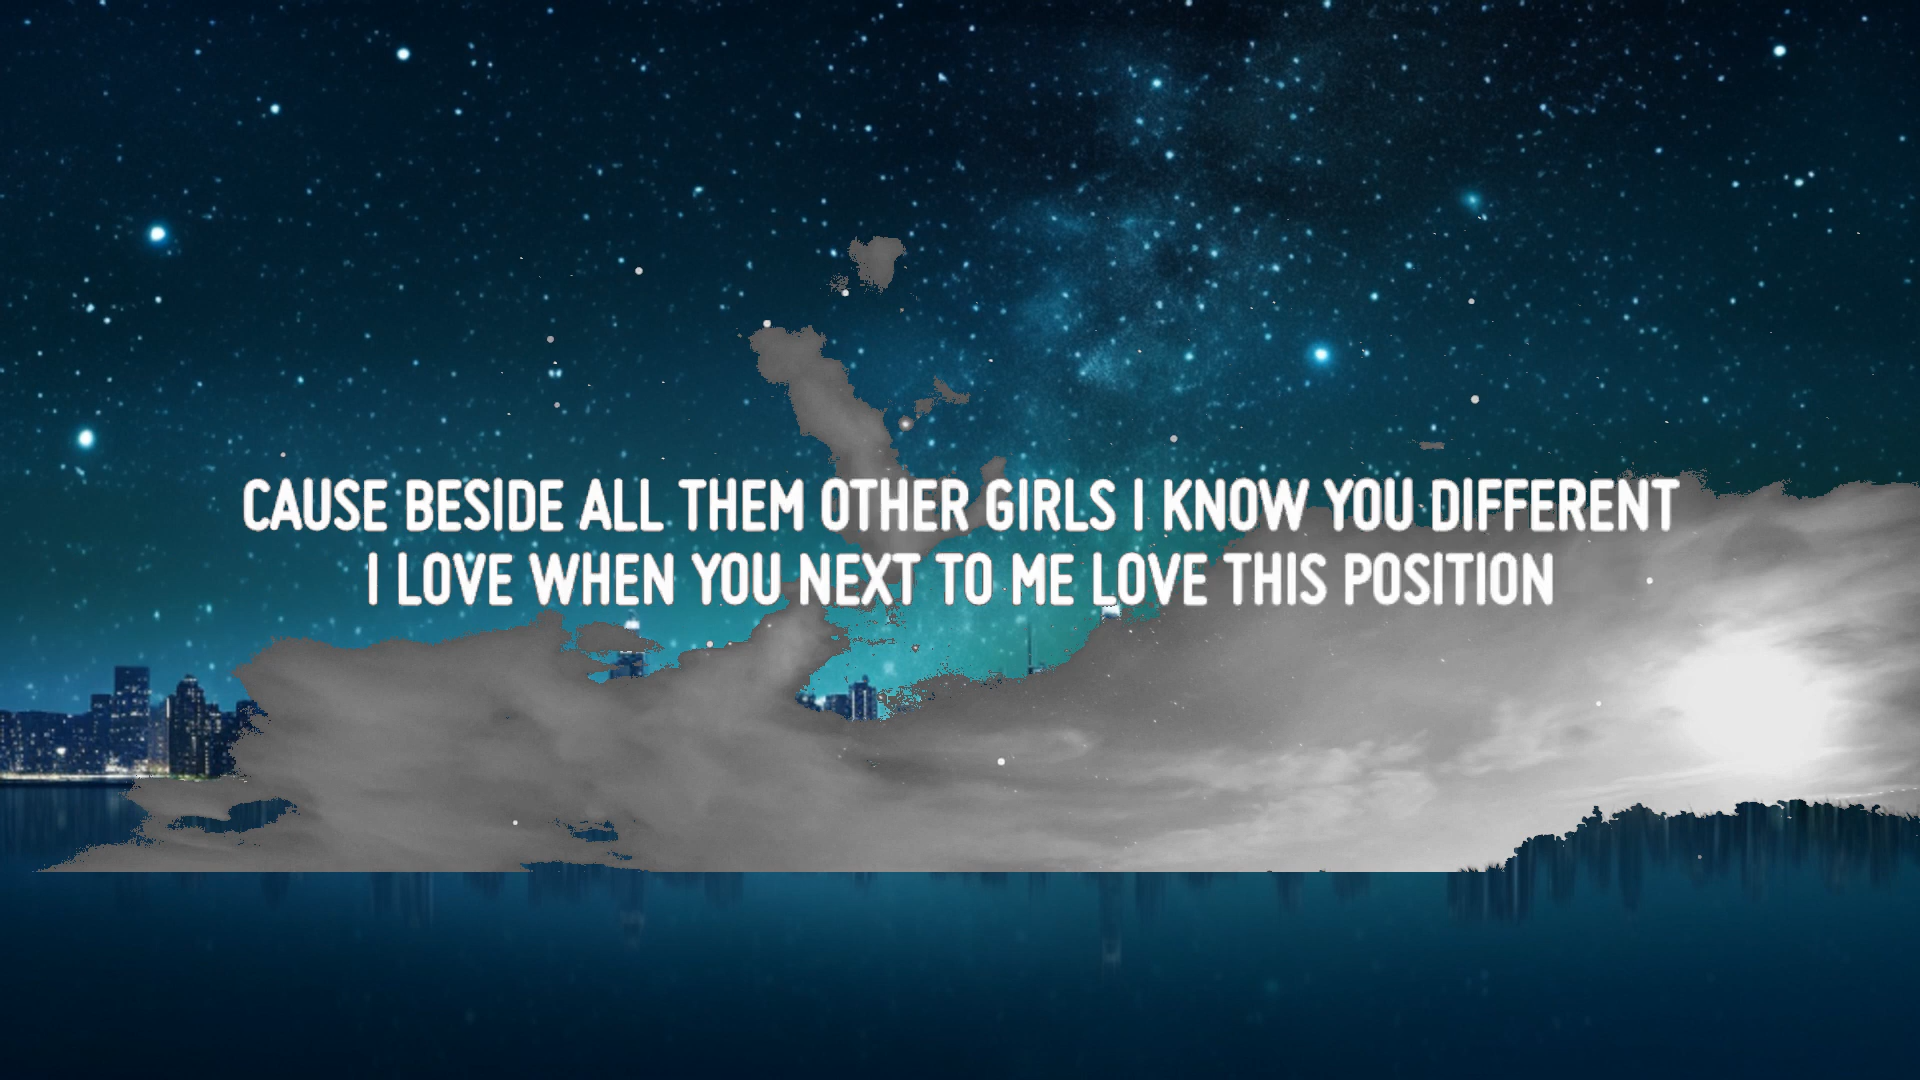 CAUSE BESIDE ALL THEM OTHER GIRLS I KNOW YOU DIFFERENT
I LOVE WHEN YOU NEXT TO ME LOVE THIS POSITION